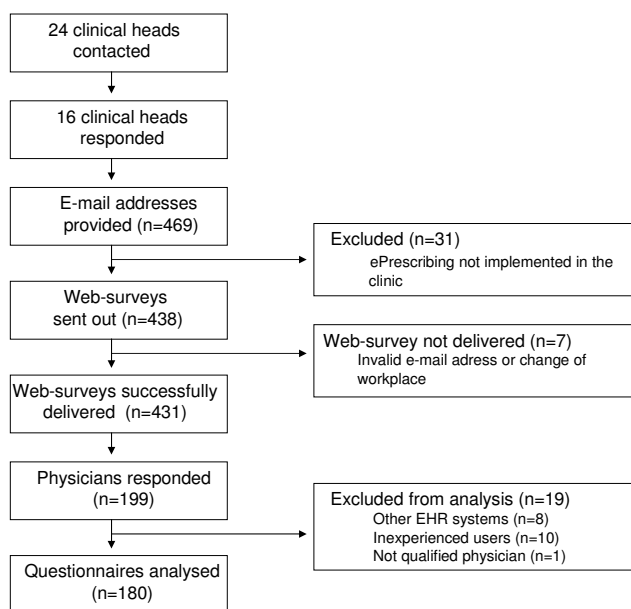 24 clinical heads
contacted
16 clinical heads
responded
E-mail addresses
provided (n=469)
Excluded (n=31)
ePrescribing not implemented in the
clinic
Web-surveys
sent out (n=438)
Web-survey not delivered (n=7)
Invalid e-mail adress or change of
workplace
Web-surveys successfully
delivered (n=431)
Physicians responded
(n=199)
Excluded from analysis (n=19)
Other EHR systems (n=8)
Inexperienced users (n=10)
Not qualified physician (n=1)
Questionnaires analysed
(n=180)